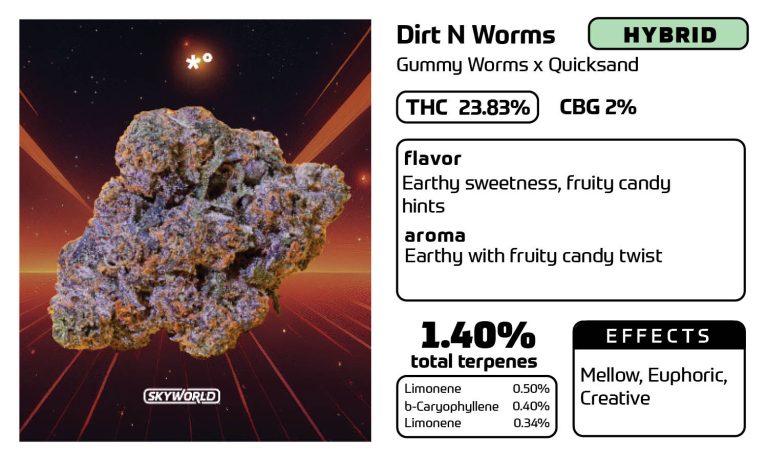 *°
SKYWORLD
Dirt N Worms
HYBRID
Gummy Worms x Quicksand
THC 23.83%
CBG 2%
flavor
Earthy sweetness, fruity candy
hints
aroma
Earthy with fruity candy twist
1.40%
total terpenes
Limonene 0.50%
b-Caryophyllene 0.40%
Limonene 0.34%
EFFECTS
Mellow, Euphoric,
Creative